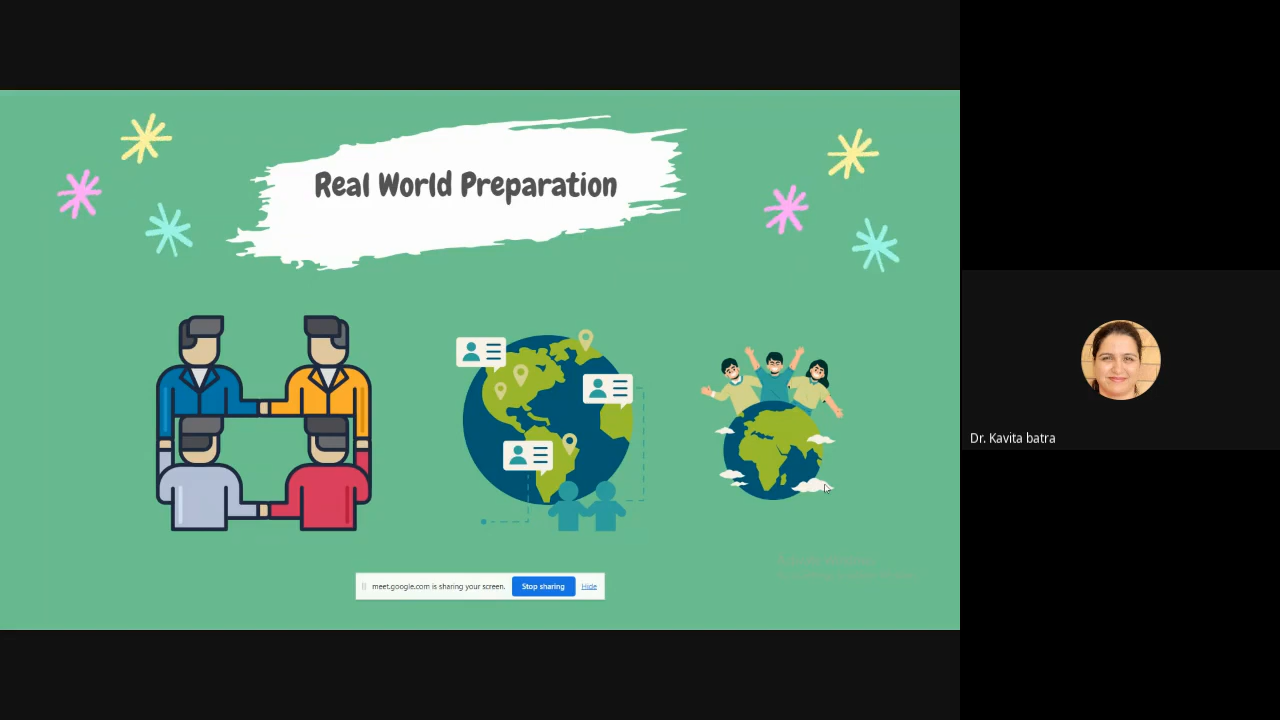 Real World Preparation
meet.google.com is sharing your screen.
Stop sharing
Hide
Dr. Kavita batra